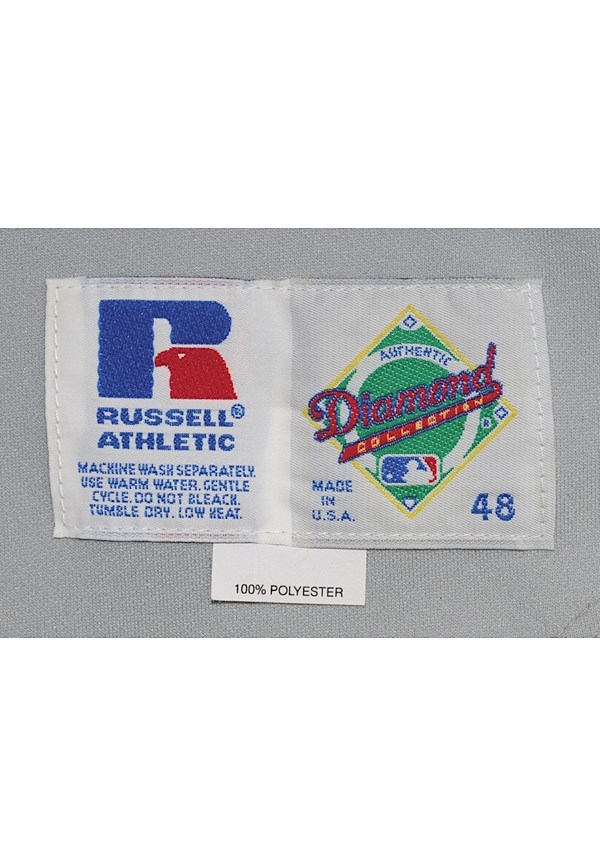 RUSSELL®
ATHLETIC
MACHINE WASH SEPARATELY.
USE WARM WATER. GENTLE
CYCLE. DO NOT BLEACH.
TUMBLE DRY. LOW HEAT.
AUTHENTIC
Diamond
COLLECTION
®
MADE IN
U.S.A.
48
100% POLYESTER